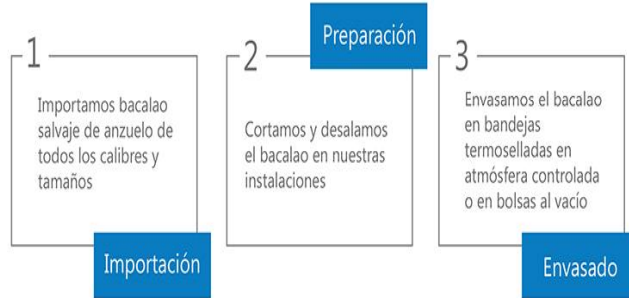 1
Importamos bacalao
salvaje de anzuelo de
todos los calibres y
tamaños
Importación
2
Preparación
Cortamos y desalamos
el bacalao en nuestras
instalaciones
3
Envasamos el bacalao
en bandejas
termoselladas en
atmósfera controlada
o en bolsas al vacío
Envasado